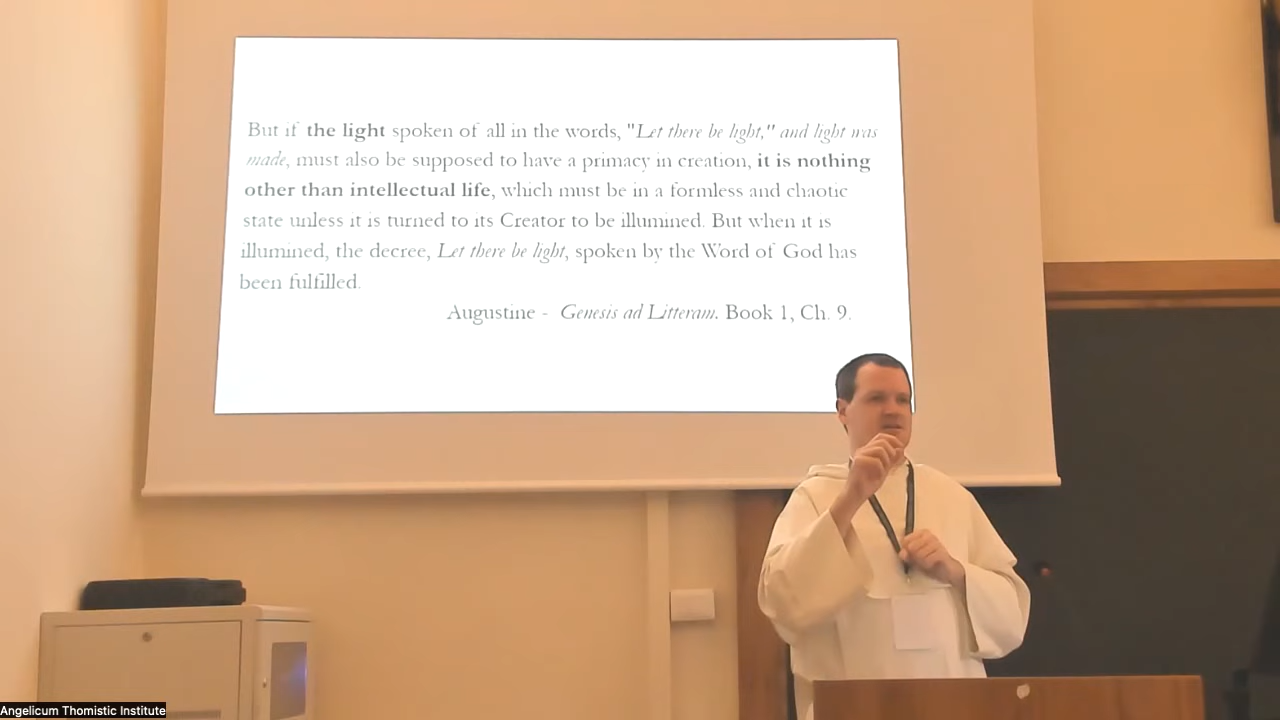 But if the light spoken of all in the words, "Let there be light," and light was
made, must also be supposed to have a primacy in creation, it is nothing
other than intellectual life, which must be in a formless and chaotic
state unless it is turned to its Creator to be illumined. But when it is
illumined, the decree, Let there be light, spoken by the Word of God has
been fulfilled.
Augustine - Genesis ad Litteram. Book 1, Ch. 9.
Angelicum Thomistic Institute